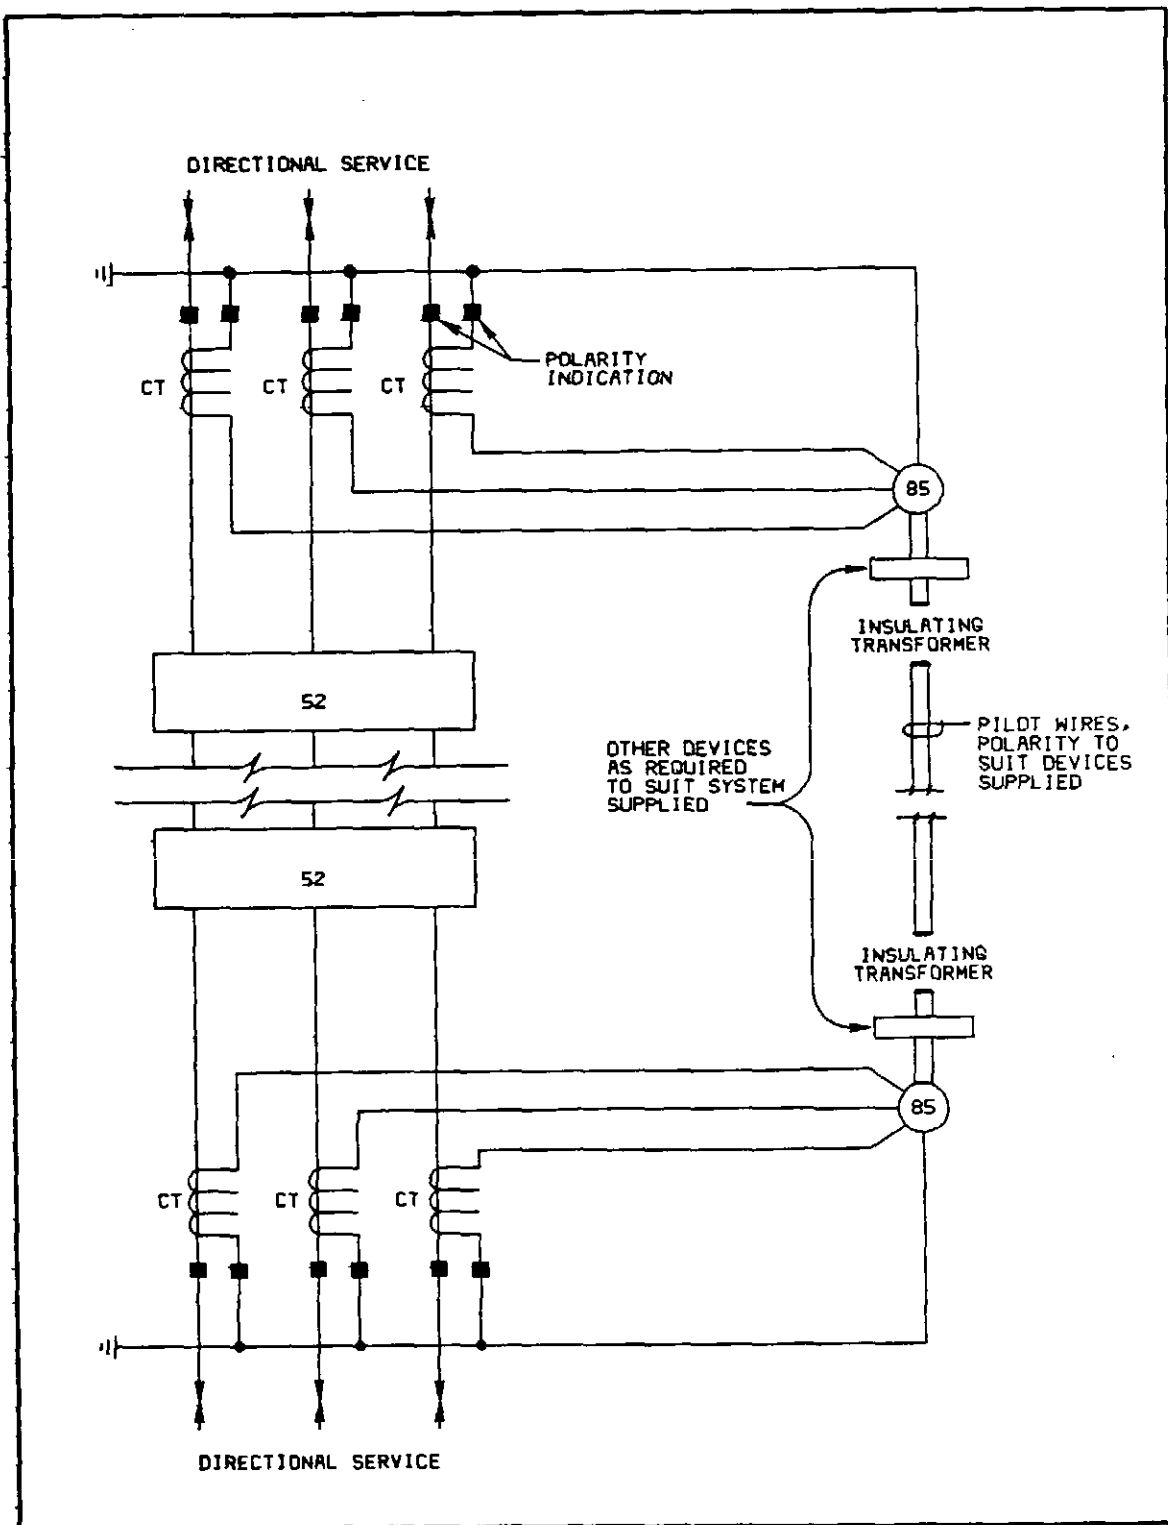 DIRECTIONAL SERVICE
POLARITY
INDICATION
CT CT CT
85
INSULATING
TRANSFORMER
52
PILOT WIRES,
POLARITY TO
SUIT DEVICES
SUPPLIED
OTHER DEVICES
AS REQUIRED
TO SUIT SYSTEM
SUPPLIED
52
INSULATING
TRANSFORMER
85
CT CT CT
DIRECTIONAL SERVICE